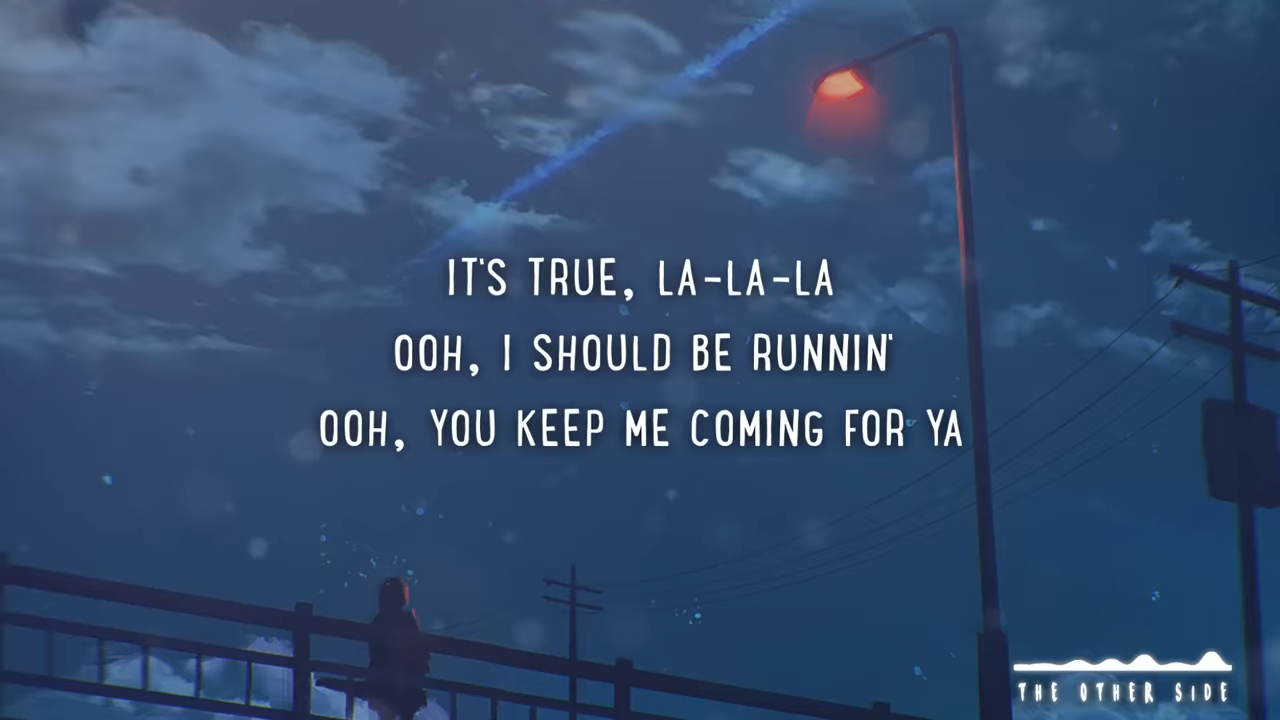 IT'S TRUE, LA-LA-LA
OOH, I SHOULD BE RUNNIN'
OOH, YOU KEEP ME COMING FOR YA
THE OTHER SIDE